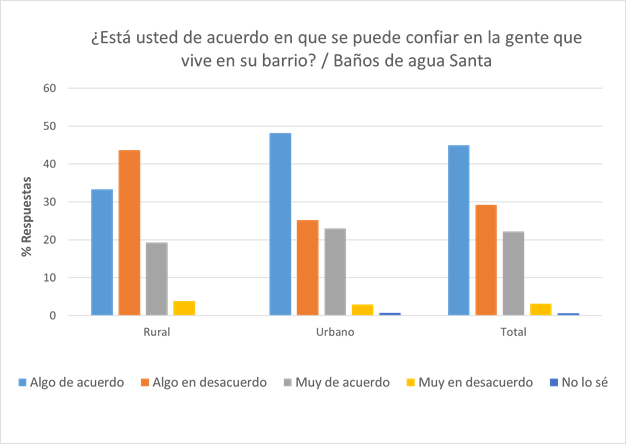 ¿Está usted de acuerdo en que se puede confiar en la gente que
vive en su barrio? / Baños de agua Santa
% Respuestas
60
50
40
30
20
10
0
Rural Urbano Total
Algo de acuerdo Algo en desacuerdo Muy de acuerdo Muy en desacuerdo No lo sé